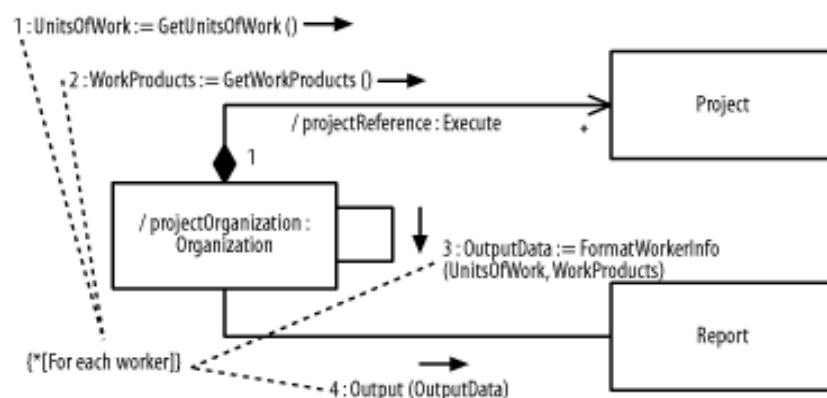 1 : UnitsOfWork := GetUnitsOfWork ()
2 : WorkProducts := GetWorkProducts ()
Project
/ projectReference : Execute
*
1
/ projectOrganization :
Organization
3 : OutputData := FormatWorkerInfo
(UnitsOfWork, WorkProducts)
Report
{*[For each worker]}
4 : Output (OutputData)